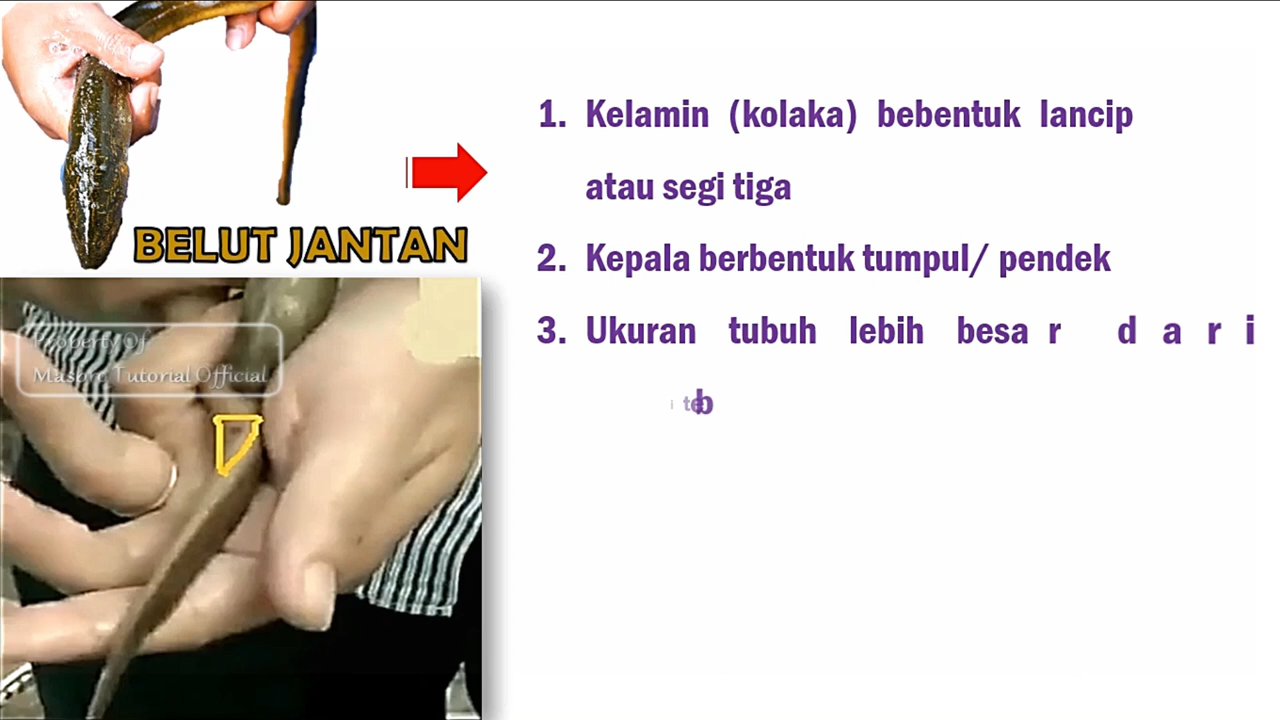 1. Kelamin (kolaka) bebentuk lancip
atau segi tiga
2. Kepala berbentuk tumpul/ pendek
3. Ukuran tubuh lebih besar dari
BELUT JANTAN
Property Of
Tutorial Official